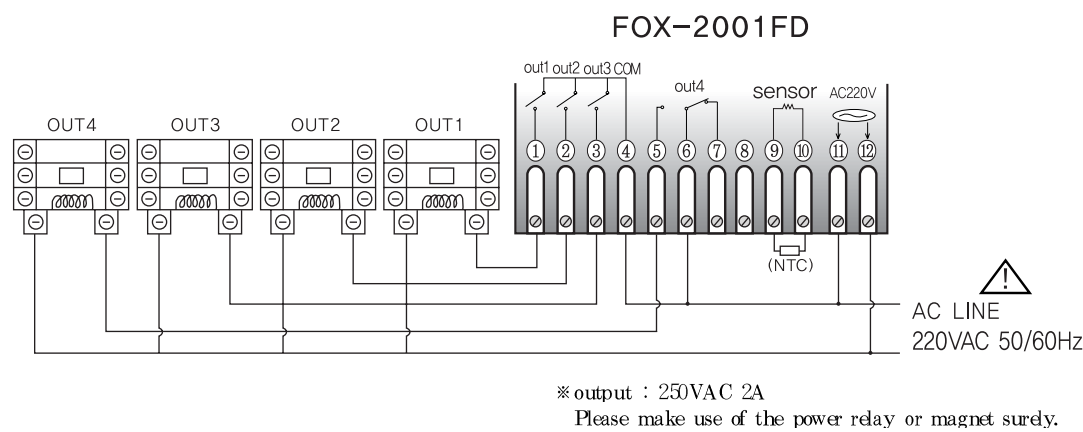 FOX-2001FD
out1 out2 out3 COM
out4
sensor
AC220V
OUT4
OUT3
OUT2
OUT1
① ② ③ ④ ⑤ ⑥ ⑦ ⑧ ⑨ ⑩ ⑪ ⑫
(NTC)
!
AC LINE
220VAC 50/60Hz
※ output : 250VAC 2A
Please make use of the power relay or magnet surely.